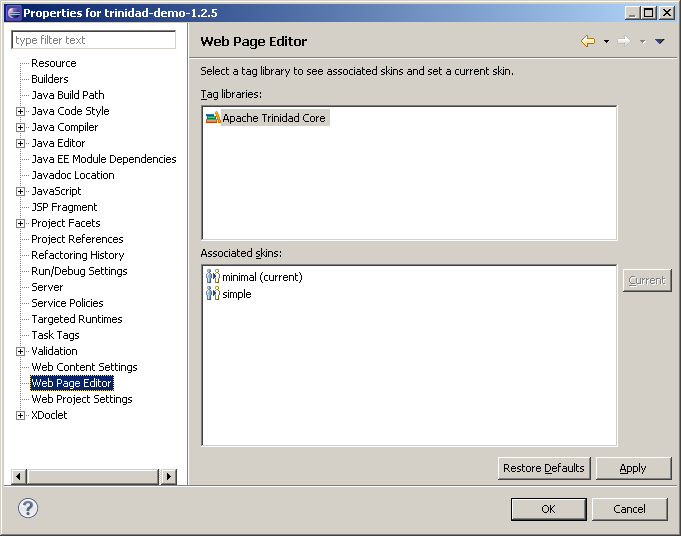 Properties for trinidad-demo-1.2.5
type filter text
Resource
Builders
Java Build Path
Java Code Style
Java Compiler
Java Editor
Java EE Module Dependencies
Javadoc Location
JavaScript
JSP Fragment
Project Facets
Project References
Refactoring History
Run/Debug Settings
Server
Service Policies
Targeted Runtimes
Task Tags
Validation
Web Content Settings
Web Page Editor
Web Project Settings
XDoclet
Web Page Editor
Select a tag library to see associated skins and set a current skin.
Tag libraries:
Apache Trinidad Core
Associated skins:
minimal (current)
simple
Current
Restore Defaults
Apply
?
OK
Cancel